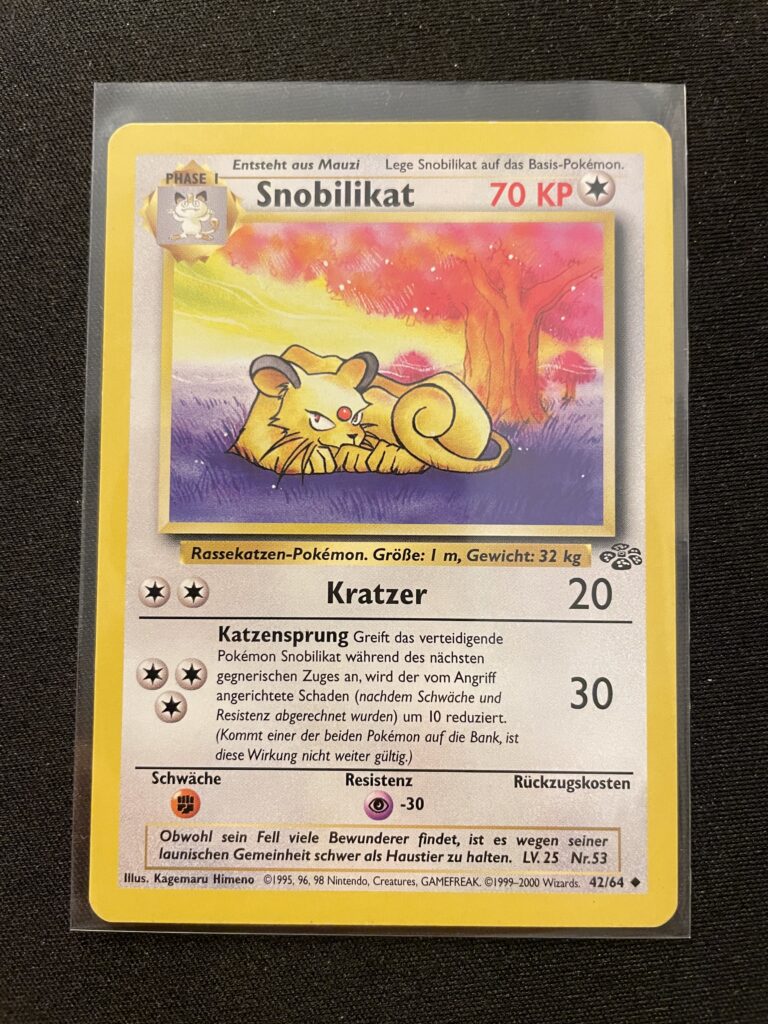 Entsteht aus Mauzi Lege Snobilikat auf das Basis-Pokémon.
PHASE 1
Snobilikat 70 KP
Rassekatzen-Pokémon. Größe: 1 m, Gewicht: 32 kg
Kratzer 20
Katzensprung Greift das verteidigende
Pokémon Snobilikat während des nächsten
gegnerischen Zuges an, wird der vom Angriff
angerichtete Schaden (nachdem Schwäche und
Resistenz abgerechnet wurden) um 10 reduziert.
(Kommt einer der beiden Pokémon auf die Bank, ist
diese Wirkung nicht weiter gültig.)
30
Schwäche Resistenz Rückzugskosten
-30
Obwohl sein Fell viele Bewunderer findet, ist es wegen seiner
launischen Gemeinheit schwer als Haustier zu halten. LV. 25 Nr. 53
Illus. Kagemaru Himeno ©1995, 96, 98 Nintendo, Creatures, GAMEFREAK. ©1999-2000 Wizards. 42/64